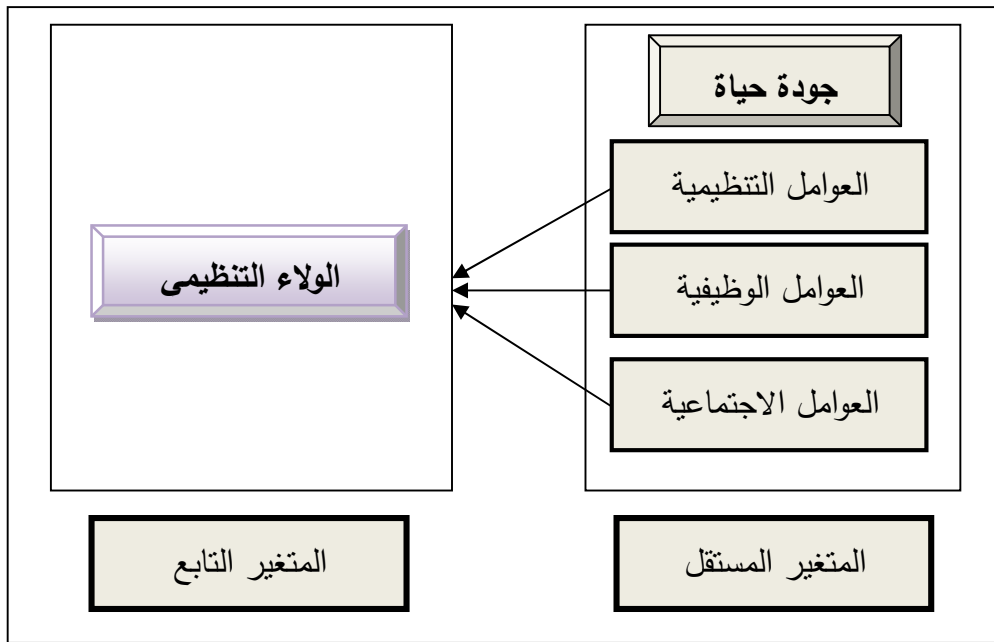 جودة حياة
العوامل التنظيمية
العوامل الوظيفية
العوامل الاجتماعية
الولاء التنظيمى
المتغير المستقل
المتغير التابع